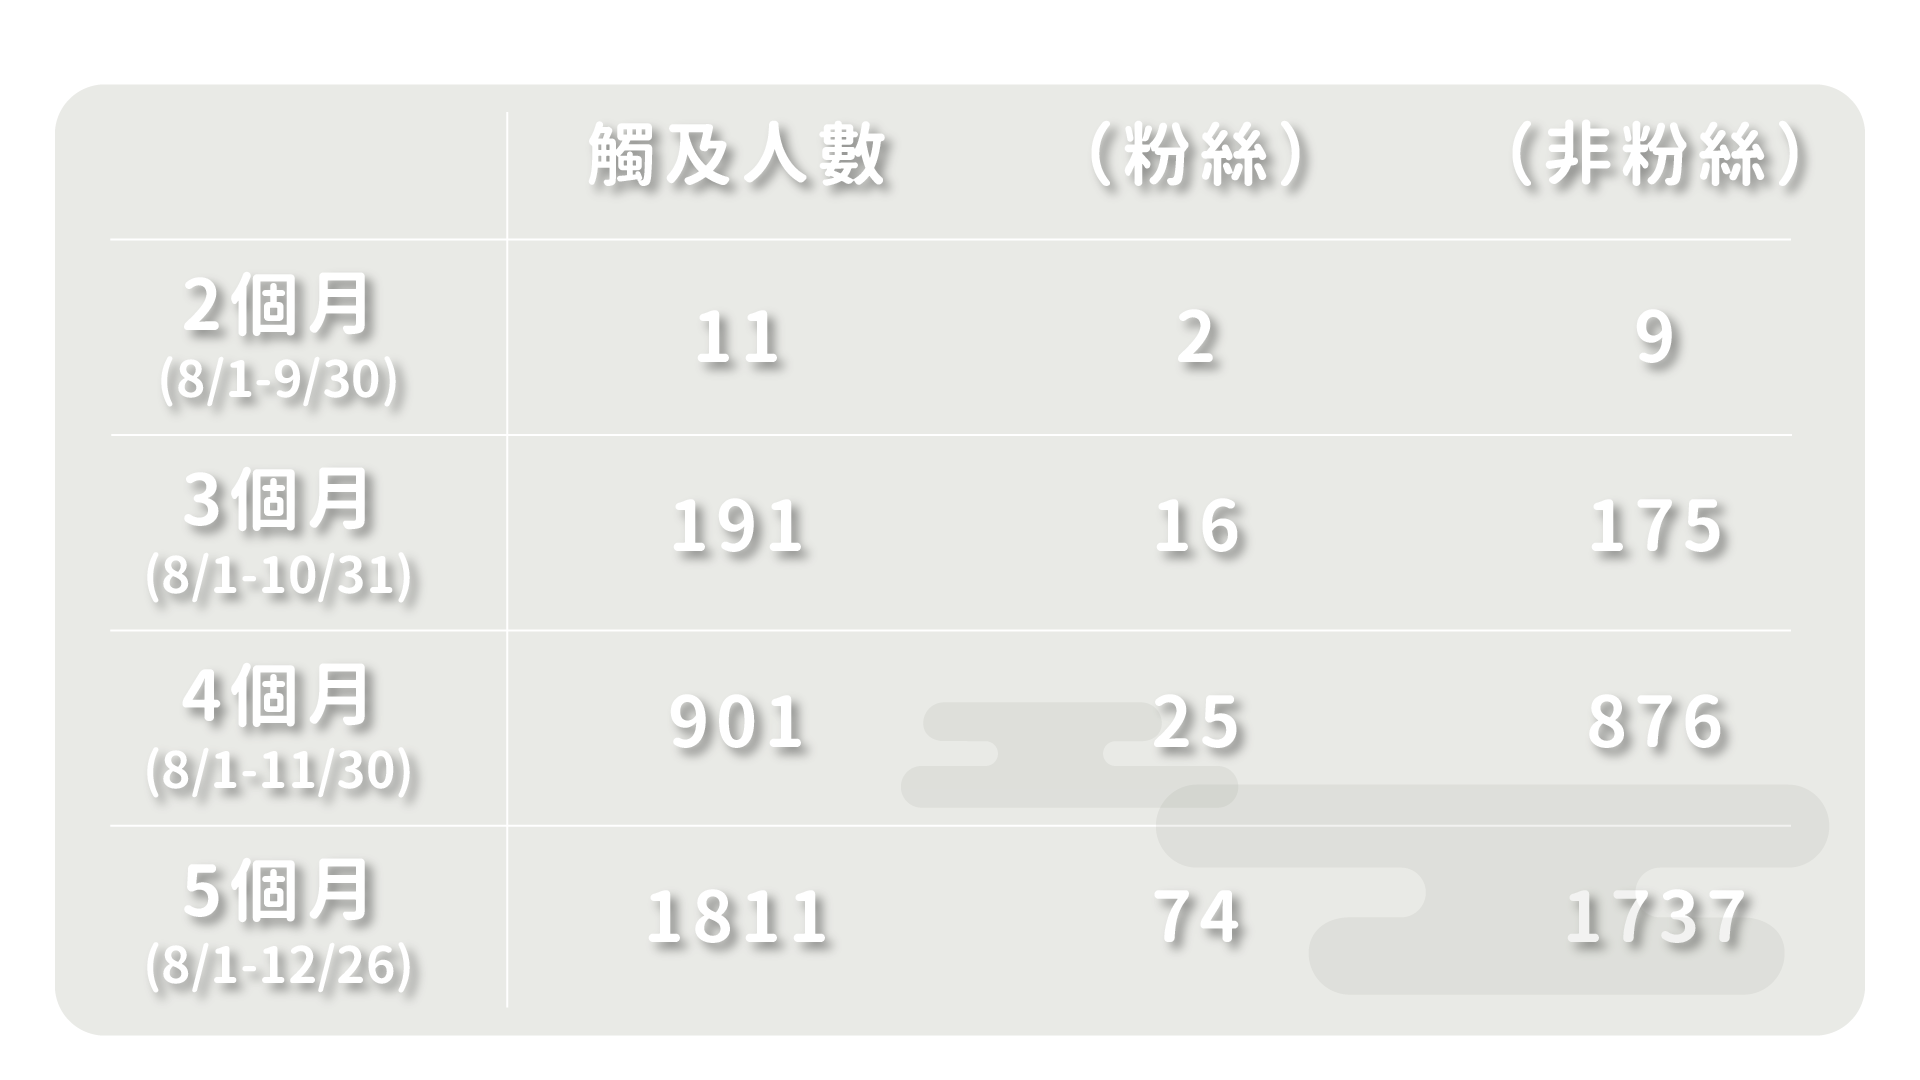 觸及人數 （粉絲） （非粉絲）
2個月 11 2 9
(8/1-9/30)
3個月 191 16 175
(8/1-10/31)
4個月 901 25 876
(8/1-11/30)
5個月 1811 74 1737
(8/1-12/26)